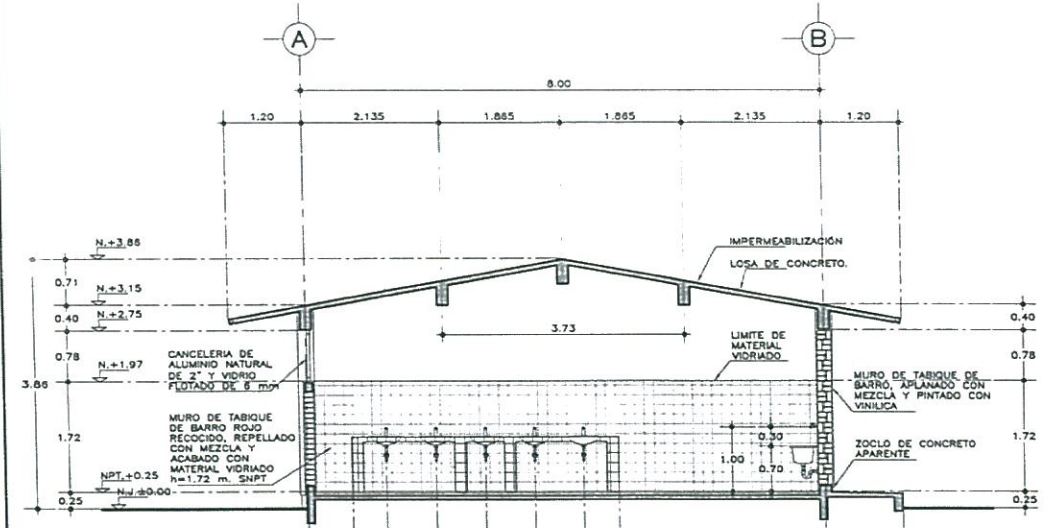 A
B
8.00
1.20
2.135
1.865
1.865
2.135
1.20
N.+3.86
IMPERMEABILIZACIÓN
LOSA DE CONCRETO.
0.71
N.+3.15
0.40
N.+2.75
0.40
3.73
0.78
CANCELERIA DE
ALUMINIO NATURAL
DE 2" Y VIDRIO
FLOTADO DE 6 mm
LIMITE DE
MATERIAL
VIDRIADO
0.78
N.+1.97
3.86
MURO DE TABIQUE DE
BARRO, APLANADO CON
MEZCLA Y PINTADO CON
VINILICA
MURO DE TABIQUE
DE BARRO ROJO
RECOCIDO, REPELLADO
CON MEZCLA Y
ACABADO CON
MATERIAL VIDRIADO
h=1.72 m. SNPT
1.72
0.30
1.00
0.70
ZOCLO DE CONCRETO
APARENTE
1.72
NPT.+0.25
N.J.±0.00
0.25
0.25